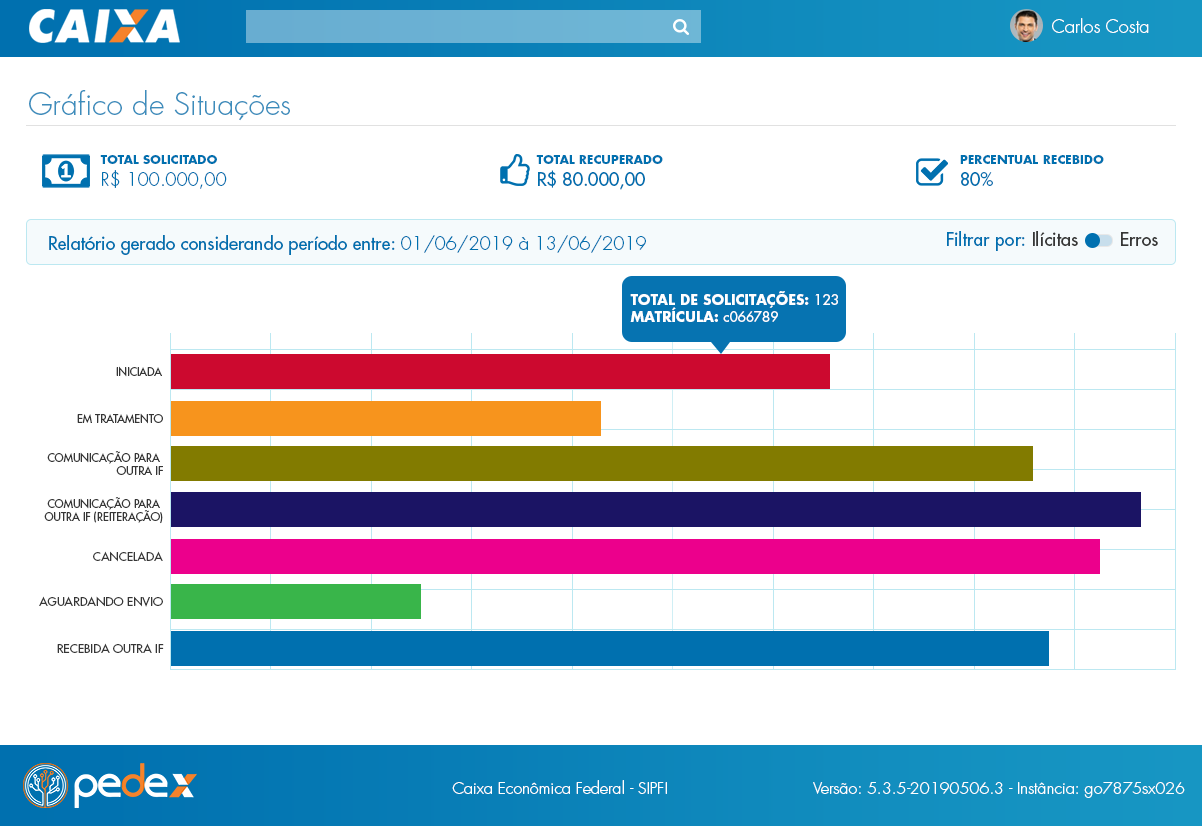 CAIXA
Carlos Costa
Gráfico de Situações
TOTAL SOLICITADO
R$ 100.000,00
TOTAL RECUPERADO
R$ 80.000,00
PERCENTUAL RECEBIDO
80%
Relatório gerado considerando período entre: 01/06/2019 à 13/06/2019
Filtrar por: Ilícitas Erros
TOTAL DE SOLICITAÇÕES: 123
MATRÍCULA: c066789
INICIADA
EM TRATAMENTO
COMUNICAÇÃO PARA
OUTRA IF
COMUNICAÇÃO PARA
OUTRA IF (REITERAÇÃO)
CANCELADA
AGUARDANDO ENVIO
RECEBIDA OUTRA IF
pedex
Caixa Econômica Federal - SIPFI
Versão: 5.3.5-20190506.3 - Instância: go7875sx026